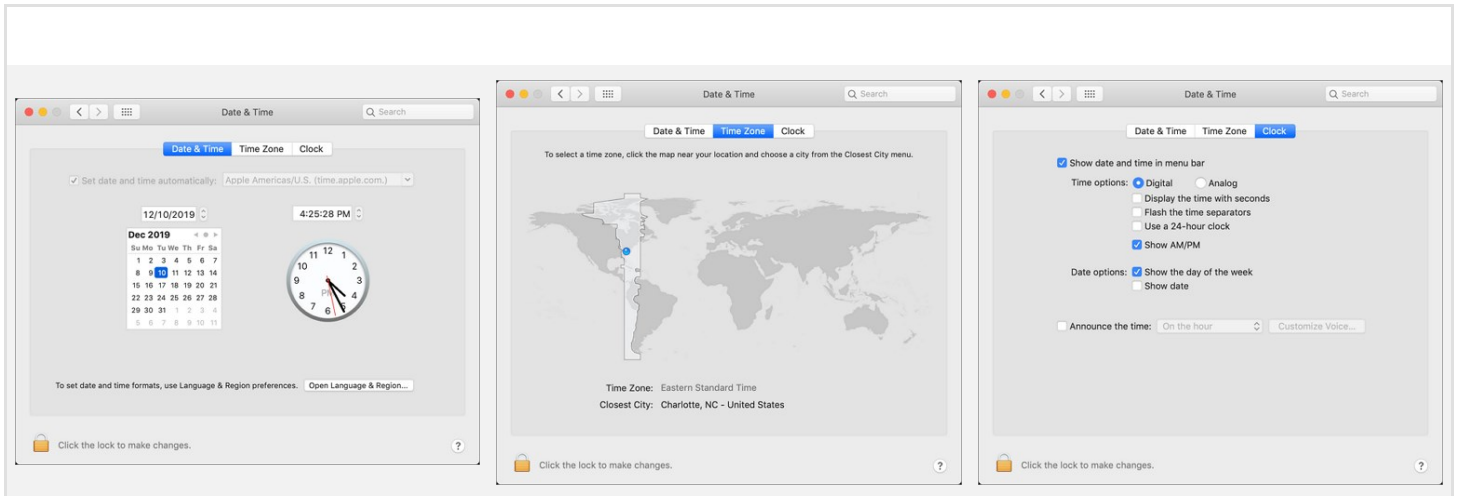 Date & Time
Search
Date & Time Time Zone Clock
Set date and time automatically: Apple Americas/U.S. (time.apple.com.)
12/10/2019
4:25:28 PM
Dec 2019
Su Mo Tu We Th Fr Sa
1 2 3 4 5 6 7
8 9 10 11 12 13 14
15 16 17 18 19 20 21
22 23 24 25 26 27 28
29 30 31 1 2 3 4
5 6 7 8 9 10 11
12 1 2 3 4 5 6 7 8 9 10 11
PM
To set date and time formats, use Language & Region preferences. Open Language & Region...
Click the lock to make changes. ?
Date & Time
Search
Date & Time Time Zone Clock
To select a time zone, click the map near your location and choose a city from the Closest City menu.
Time Zone: Eastern Standard Time
Closest City: Charlotte, NC - United States
Click the lock to make changes. ?
Date & Time
Search
Date & Time Time Zone Clock
Show date and time in menu bar
Time options: Digital Analog
Display the time with seconds
Flash the time separators
Use a 24-hour clock
Show AM/PM
Date options: Show the day of the week
Show date
Announce the time: On the hour Customize Voice...
Click the lock to make changes. ?